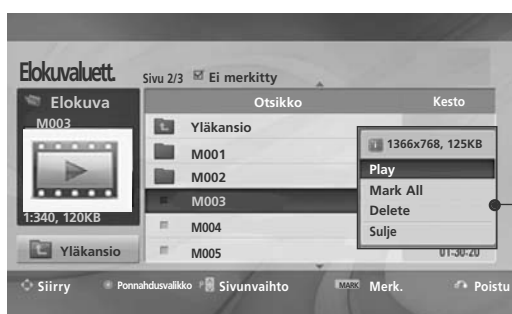 Elokuvaluett. Sivu 2/3 Ei merkitty
Elokuva
M003
1:340, 120KB
Yläkansio
Otsikko Kesto
Yläkansio
M001
M002
M003
M004
M005 01:30:20
1366x768, 125KB
Play
Mark All
Delete
Sulje
Siirry Ponnahdusvalikko P Sivunvaihto MARK Merk. Poistu